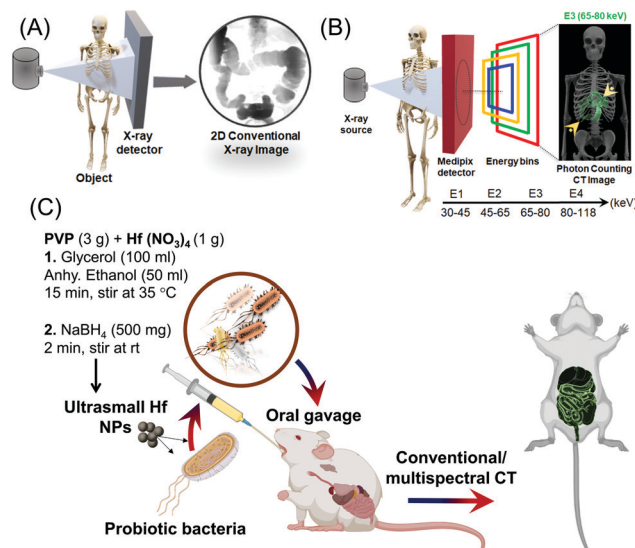 (A)
X-ray
detector
Object
2D Conventional
X-ray Image
(B)
E3 (65-80 keV)
X-ray
source
Medipix
detector
Energy bins
Photon Counting
CT Image
E1 E2 E3 E4
(keV)
30-45 45-65 65-80 80-118
(C)
PVP (3 g) + Hf (NO₃)₄ (1 g)
1. Glycerol (100 ml)
Anhy. Ethanol (50 ml)
15 min, stir at 35 °C
2. NaBH₄ (500 mg)
2 min, stir at rt
Ultrasmall Hf
NPs
Probiotic bacteria
Oral gavage
Conventional/
multispectral CT